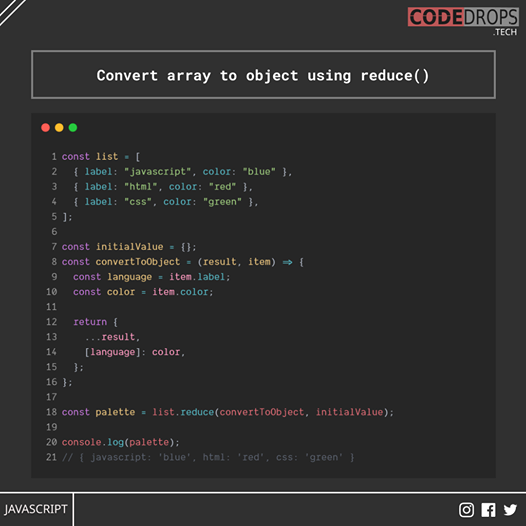 CODEDROPS
.TECH
Convert array to object using reduce()
1 const list = [
2   { label: "javascript", color: "blue" },
3   { label: "html", color: "red" },
4   { label: "css", color: "green" },
5 ];
6
7 const initialValue = {};
8 const convertToObject = (result, item) => {
9   const language = item.label;
10   const color = item.color;
11
12   return {
13     ...result,
14     [language]: color,
15   };
16 };
17
18 const palette = list.reduce(convertToObject, initialValue);
19
20 console.log(palette);
21 // { javascript: 'blue', html: 'red', css: 'green' }
JAVASCRIPT